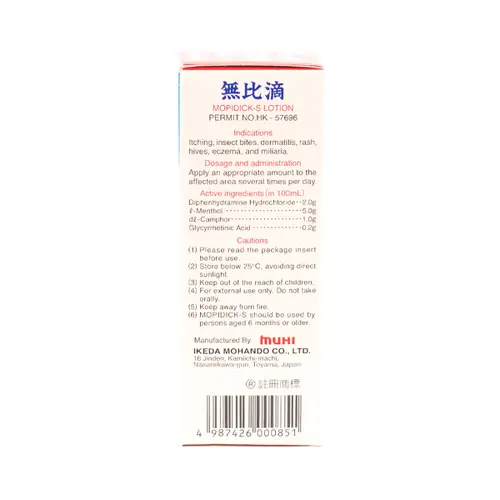 無比滴
MOPIDICK-S LOTION
PERMIT NO.HK - 57696
Indications
Itching, insect bites, dermatitis, rash,
hives, eczema, and miliaria.
Dosage and administration
Apply an appropriate amount to the
affected area several times per day.
Active ingredients (in 100mL)
Diphenhydramine Hydrochloride··2.0g
ℓ-Menthol····················5.0g
dℓ-Camphor··················1.0g
Glycyrrhetinic Acid············0.2g
Cautions
(1) Please read the package insert
before use.
(2) Store below 25°C, avoiding direct
sunlight.
(3) Keep out of the reach of children.
(4) For external use only. Do not take
orally.
(5) Keep away from fire.
(6) MOPIDICK-S should be used by
persons aged 6 months or older.
Manufactured By MUHI
IKEDA MOHANDO CO., LTD.
16 Jinden, Kamiichi-machi,
Nakaniikawa-gun, Toyama, Japan
® 註冊商標
4 987426 000851